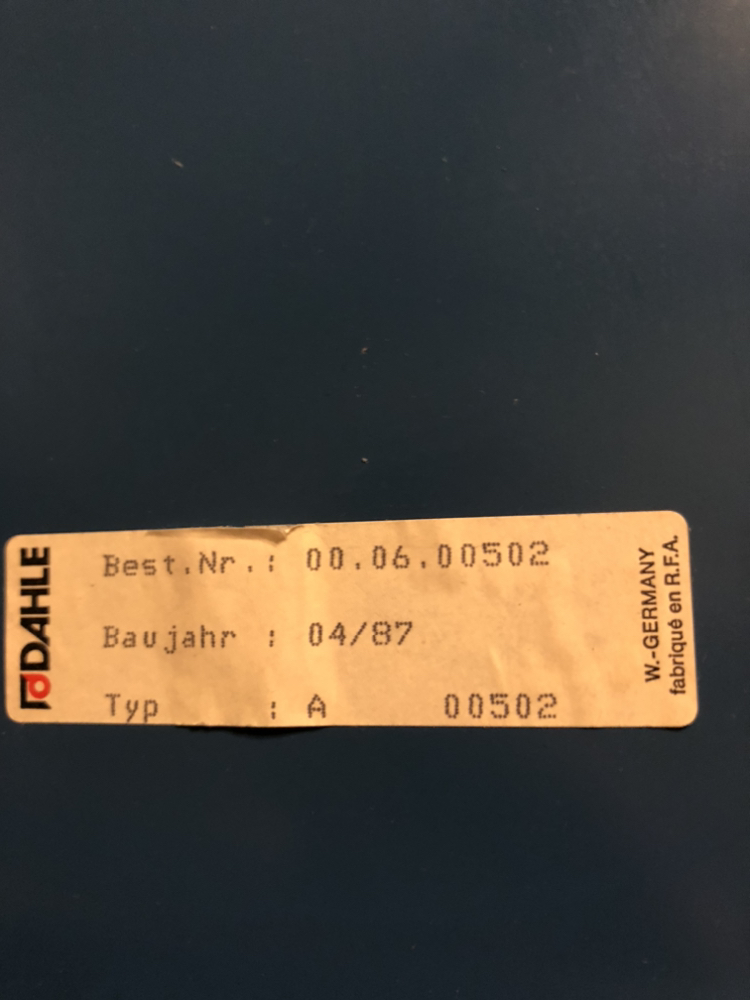 DAHLE
Best.Nr.: 00.06.00502
Baujahr : 04/87
Typ : A 00502
W.-GERMANY
fabriqué en R.F.A.